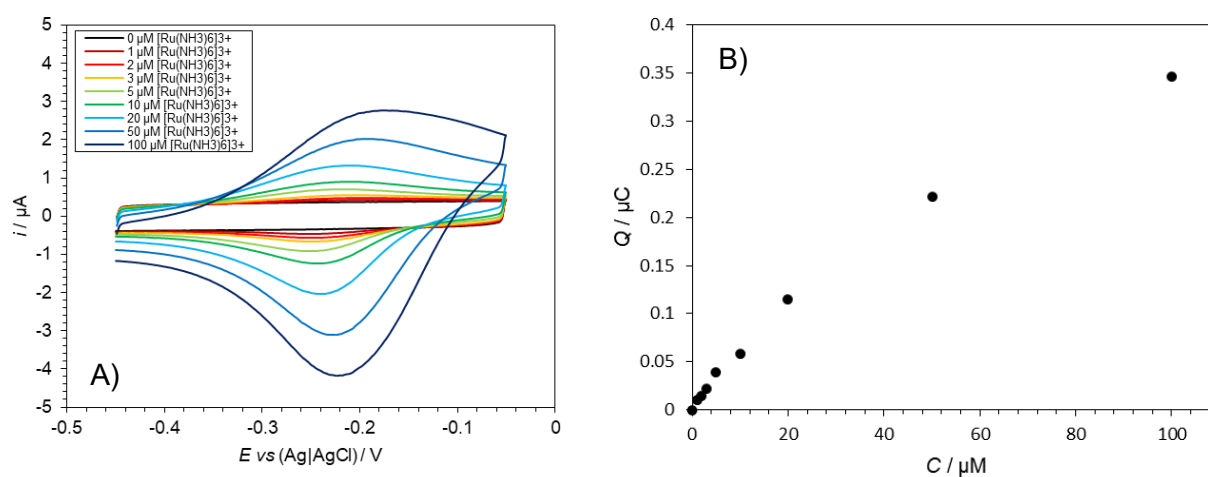 5
4
3
2
1
0
-1
-2
-3
-4
-5
i / µA
0 µM [Ru(NH3)6]3+
1 µM [Ru(NH3)6]3+
2 µM [Ru(NH3)6]3+
3 µM [Ru(NH3)6]3+
5 µM [Ru(NH3)6]3+
10 µM [Ru(NH3)6]3+
20 µM [Ru(NH3)6]3+
50 µM [Ru(NH3)6]3+
100 µM [Ru(NH3)6]3+
A)
-0.5 -0.4 -0.3 -0.2 -0.1 0
E vs (Ag|AgCl) / V
B)
0.4
0.35
0.3
0.25
0.2
0.15
0.1
0.05
0
Q / µC
0 20 40 60 80 100
C / µM